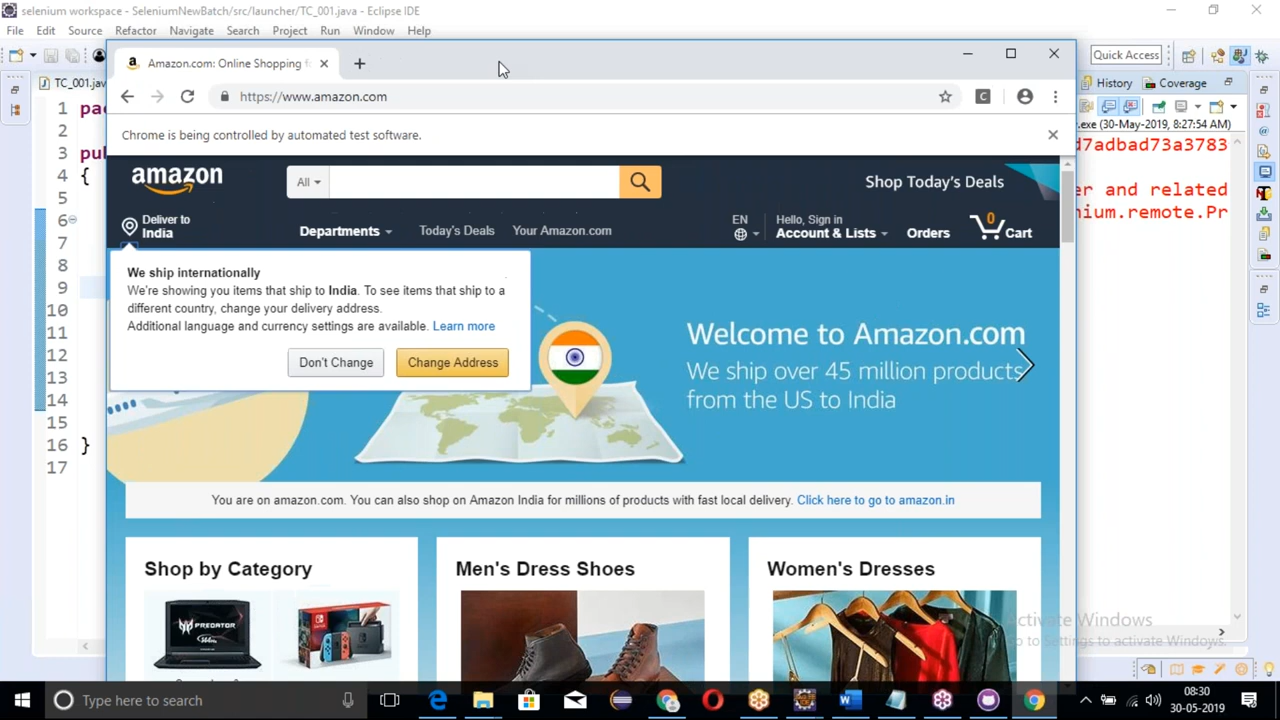 selenium workspace - SeleniumNewBatch/src/launcher/TC_001.java - Eclipse IDE
File Edit Source Refactor Navigate Search Project Run Window Help
Quick Access
TC_001.jav
History Coverage
Amazon.com: Online Shopping fo
https://www.amazon.com
.exe (30-May-2019, 8:27:54 AM)
Chrome is being controlled by automated test software.
d7adbad73a3783
er and related
nium.remote.Pr
1 pac
2
3 pub
4 {
5
6
7
8
9
10
11
12
13
14
15
16 }
17
amazon
All
Shop Today's Deals
Deliver to
India
Departments Today's Deals Your Amazon.com
EN
Hello, Sign in
Account & Lists
Orders
0
Cart
We ship internationally
We're showing you items that ship to India. To see items that ship to a
different country, change your delivery address.
Additional language and currency settings are available. Learn more
Don't Change Change Address
Welcome to Amazon.com
We ship over 45 million products
from the US to India
You are on amazon.com. You can also shop on Amazon India for millions of products with fast local delivery. Click here to go to amazon.in
Shop by Category
Men's Dress Shoes
Women's Dresses
PREDATOR
Activate Windows
Go to Settings to activate Windows.
Type here to search
08:30
30-05-2019